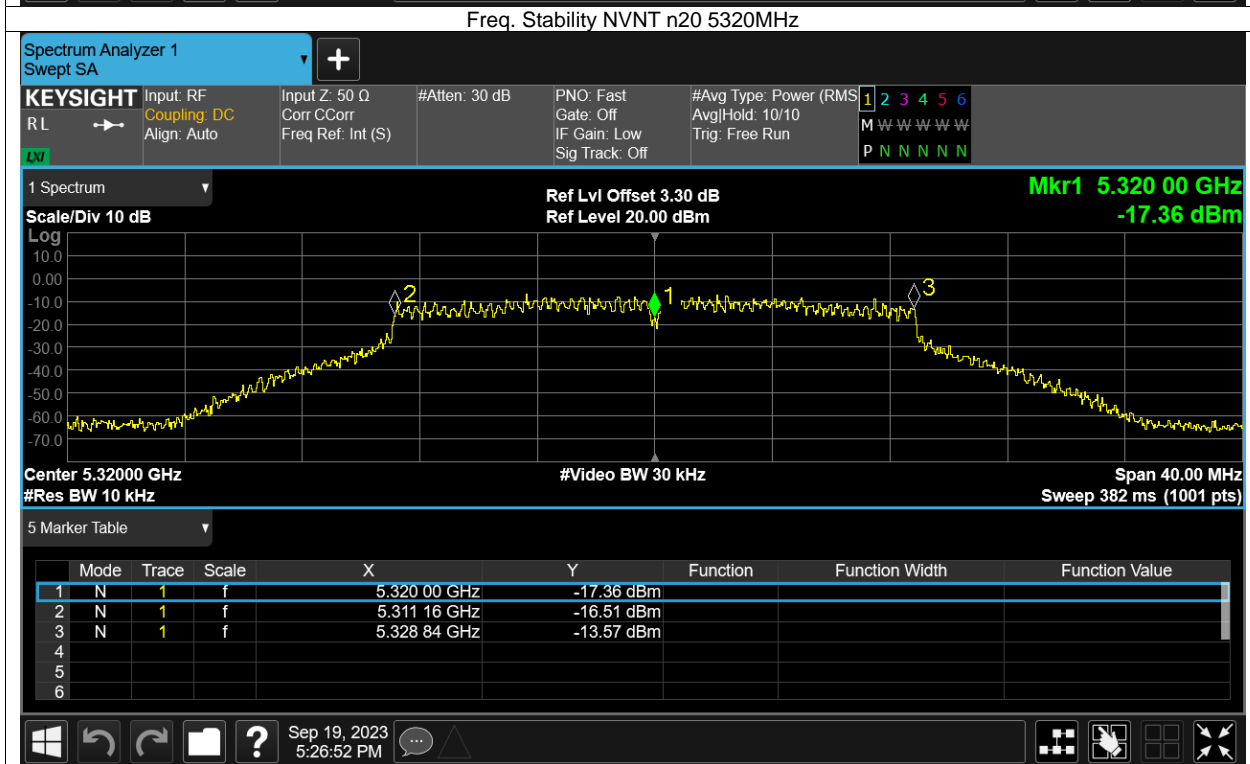 Freq. Stability NVNT n20 5320MHz
Spectrum Analyzer 1
Swept SA
KEYSIGHT Input: RF Input Z: 50 Ω #Atten: 30 dB PNO: Fast #Avg Type: Power (RMS 1 2 3 4 5 6
RL Coupling: DC Corr CCorr Gate: Off Avg|Hold: 10/10 M W W W W W
Align: Auto Freq Ref: Int (S) IF Gain: Low Trig: Free Run
LXI Sig Track: Off P N N N N N N
1 Spectrum Ref Lvl Offset 3.30 dB Mkr1 5.320 00 GHz
Scale/Div 10 dB Ref Level 20.00 dBm -17.36 dBm
Log
10.0
0.00
-10.0 2 1 3
-20.0
-30.0
-40.0
-50.0
-60.0
-70.0
Center 5.32000 GHz #Video BW 30 kHz Span 40.00 MHz
#Res BW 10 kHz Sweep 382 ms (1001 pts)
5 Marker Table
Mode Trace Scale X Y Function Function Width Function Value
1 N 1 f 5.320 00 GHz -17.36 dBm
2 N 1 f 5.311 16 GHz -16.51 dBm
3 N 1 f 5.328 84 GHz -13.57 dBm
4
5
6
? Sep 19, 2023
5:26:52 PM